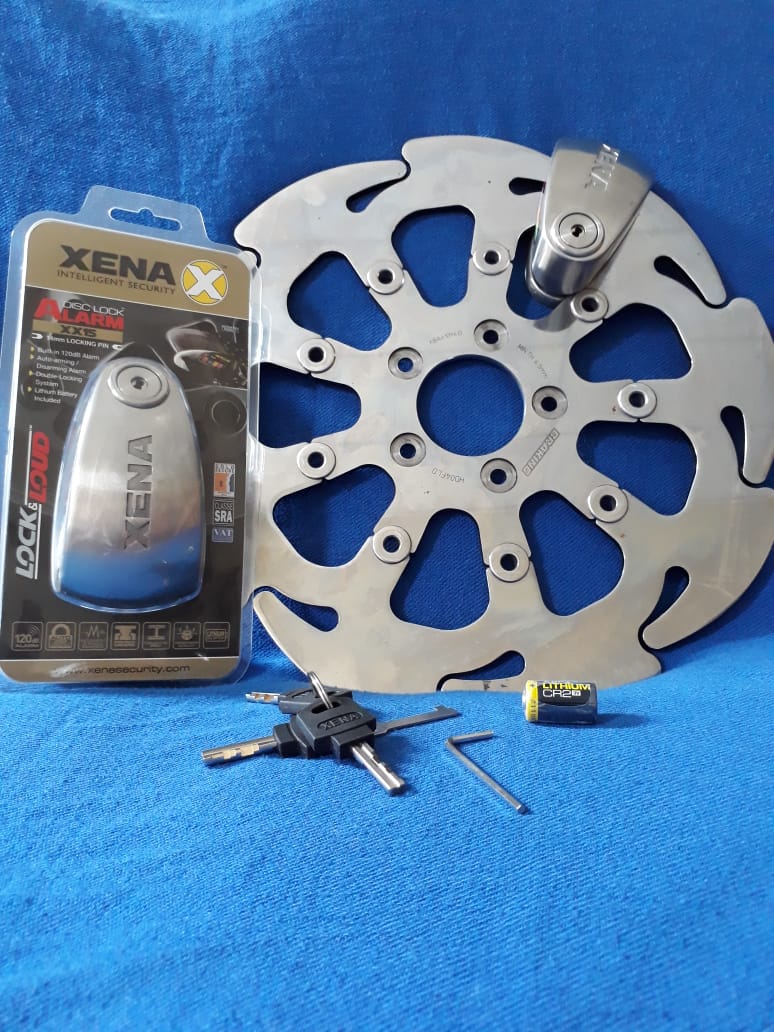 XENA
INTELLIGENT SECURITY
X
DISC LOCK
ALARM
XX15
14mm LOCKING PIN
Built-in 120dB Alarm
Auto-arming /
Disarming Alarm
Double-Locking
System
Lithium Battery
Included
XENA
LOCK & LOUD
CLASSE
SRA
VAT
120dB
ALARM
www.xenasecurity.com
XENA
BRAKING
HD04FLD
XENA
LITHIUM
CR2